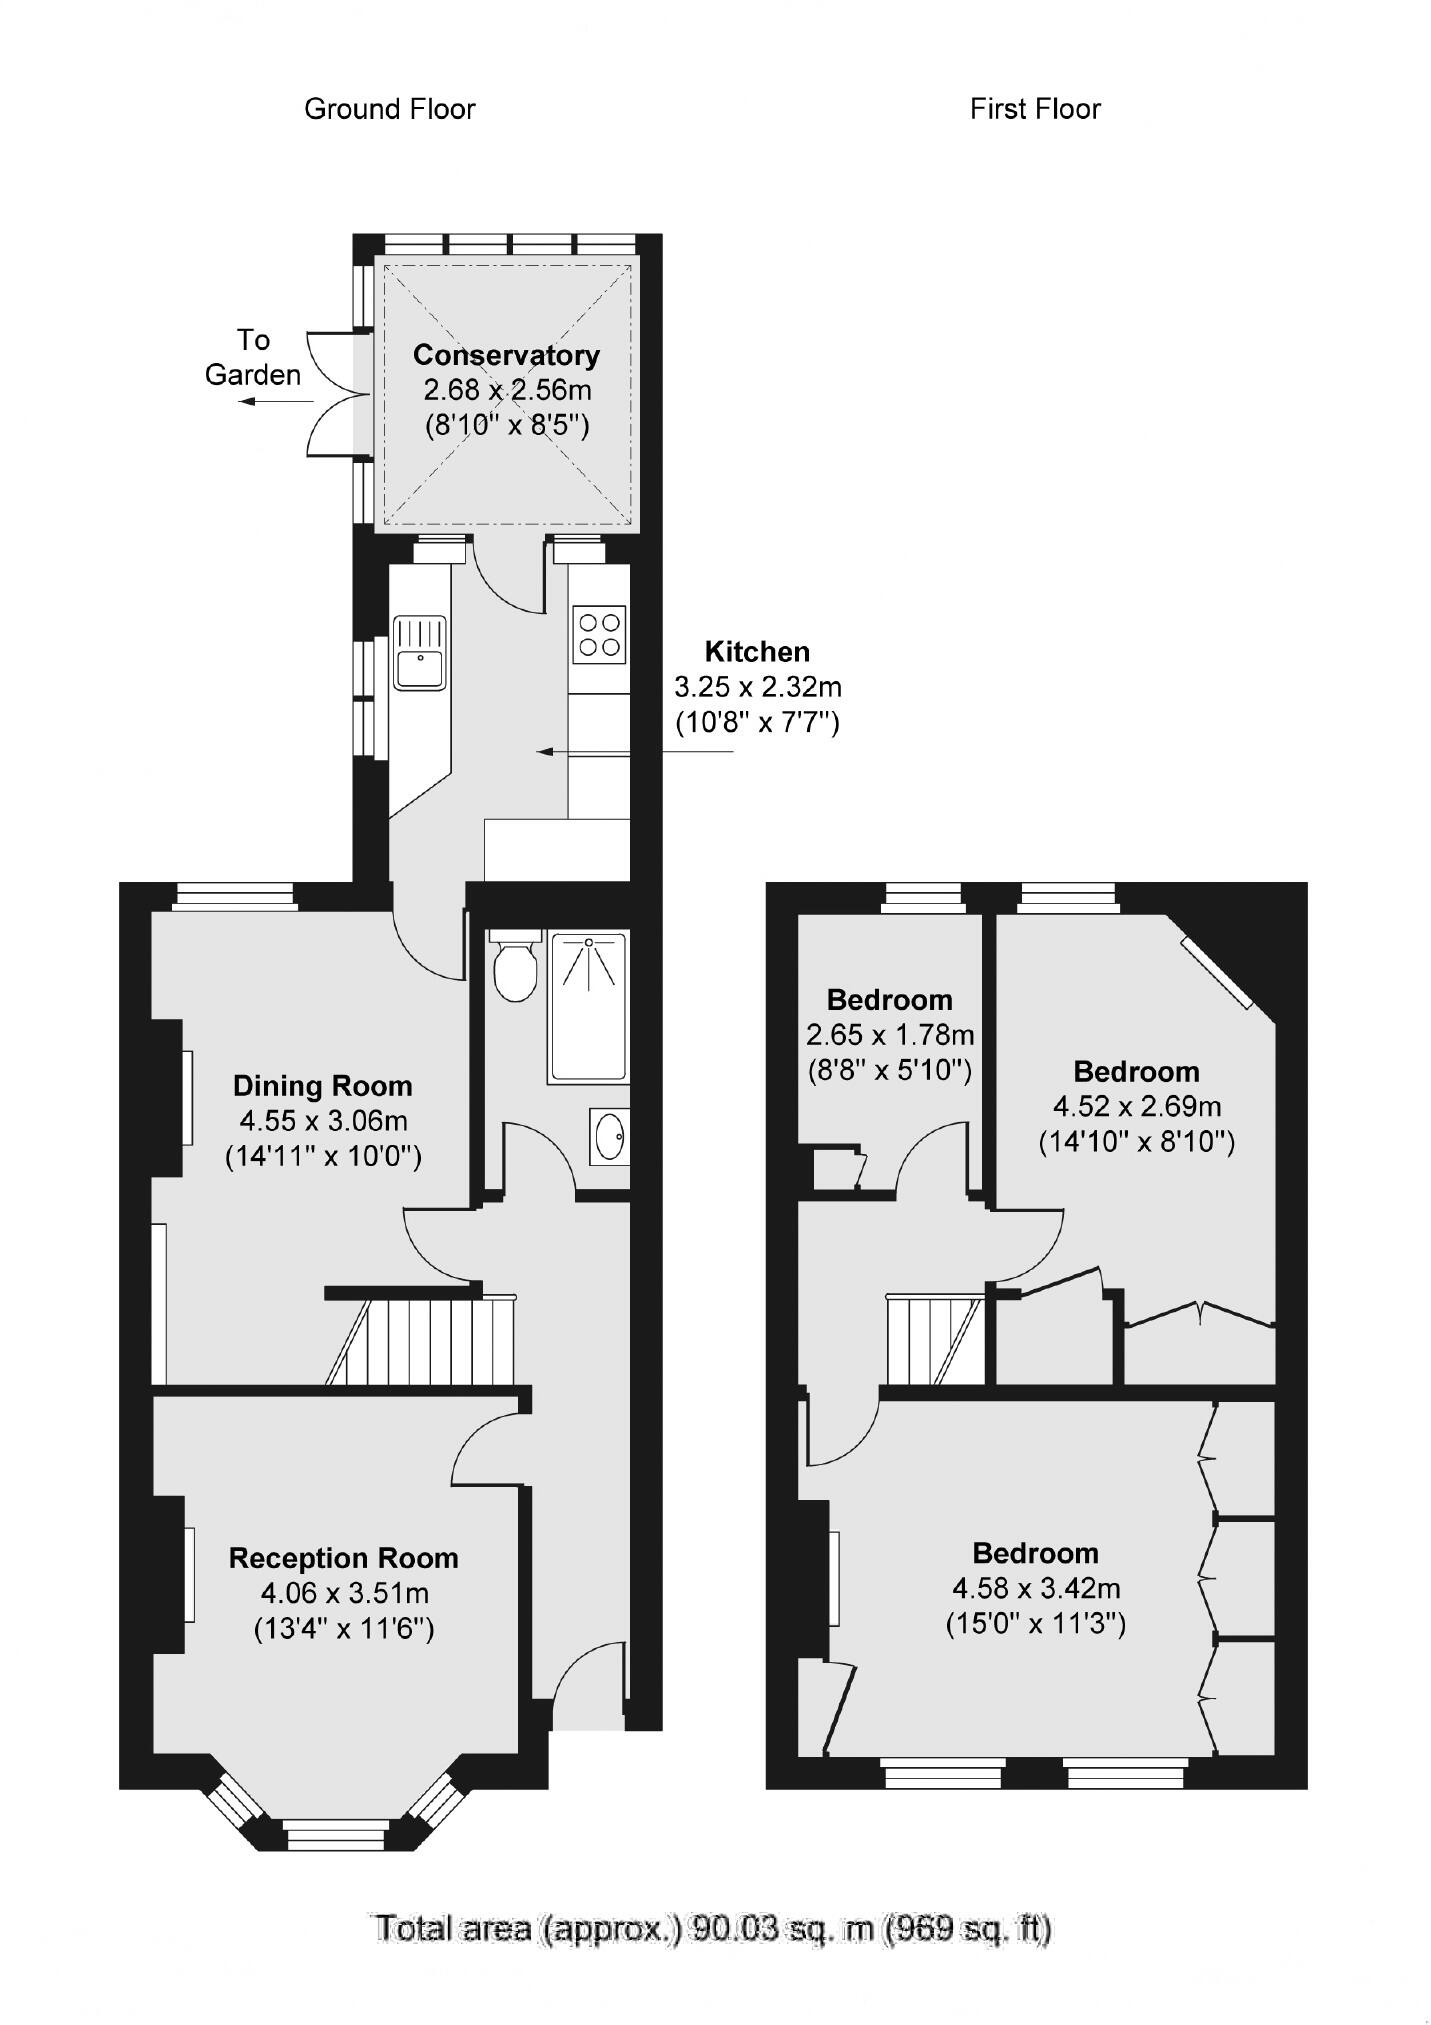 Ground Floor
First Floor
To
Garden
Conservatory
2.68 x 2.56m
(8'10" x 8'5")
Kitchen
3.25 x 2.32m
(10'8" x 7'7")
Dining Room
4.55 x 3.06m
(14'11" x 10'0")
Reception Room
4.06 x 3.51m
(13'4" x 11'6")
Bedroom
2.65 x 1.78m
(8'8" x 5'10")
Bedroom
4.52 x 2.69m
(14'10" x 8'10")
Bedroom
4.58 x 3.42m
(15'0" x 11'3")
Total area (approx.) 90.03 sq. m (969 sq. ft)